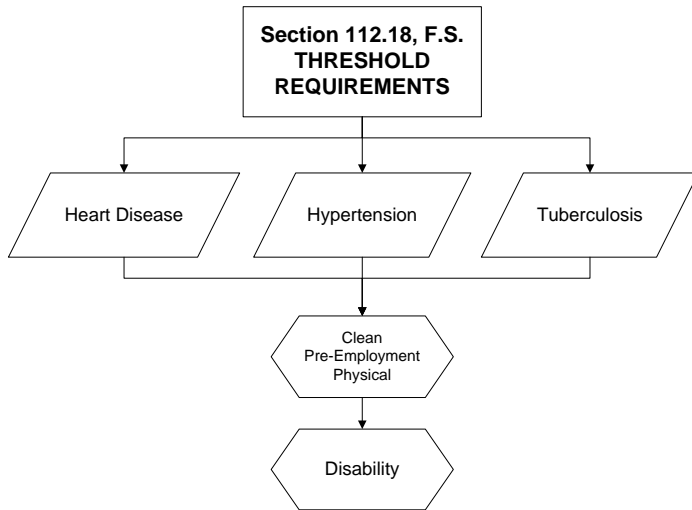 Section 112.18, F.S.
THRESHOLD
REQUIREMENTS
Heart Disease
Hypertension
Tuberculosis
Clean
Pre-Employment
Physical
Disability